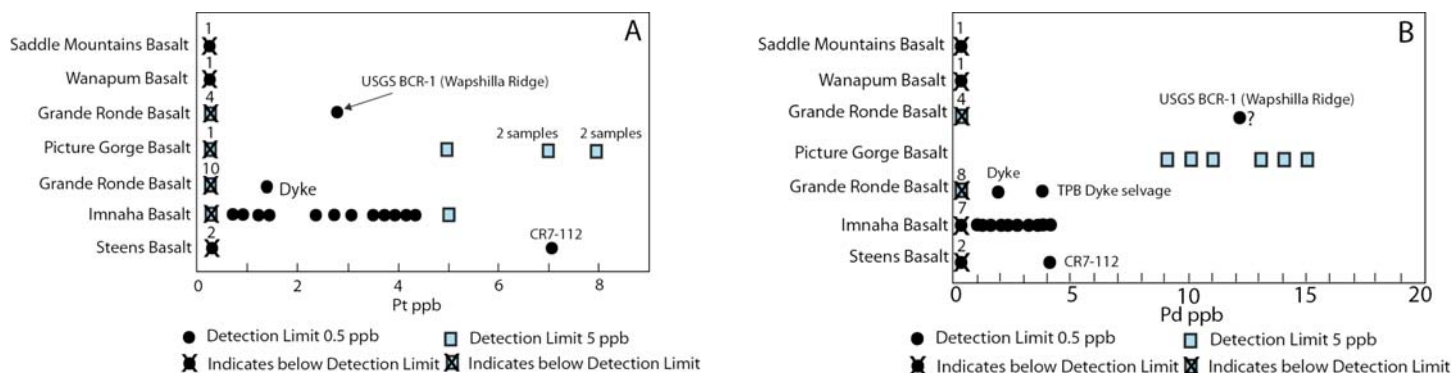 A
1
Saddle Mountains Basalt
1
Wanapum Basalt
4
Grande Ronde Basalt
USGS BCR-1 (Wapshilla Ridge)
1
Picture Gorge Basalt
2 samples 2 samples
10
Grande Ronde Basalt
Dyke
Imnaha Basalt
2
Steens Basalt
CR7-112
0 2 4 6 8
Pt ppb
Detection Limit 0.5 ppb Detection Limit 5 ppb
Indicates below Detection Limit Indicates below Detection Limit
B
1
Saddle Mountains Basalt
1
Wanapum Basalt
4
Grande Ronde Basalt
USGS BCR-1 (Wapshilla Ridge)
?
Picture Gorge Basalt
8
Grande Ronde Basalt
Dyke
TPB Dyke selvage
7
Imnaha Basalt
2
Steens Basalt
CR7-112
0 5 10 15 20
Pd ppb
Detection Limit 0.5 ppb Detection Limit 5 ppb
Indicates below Detection Limit Indicates below Detection Limit